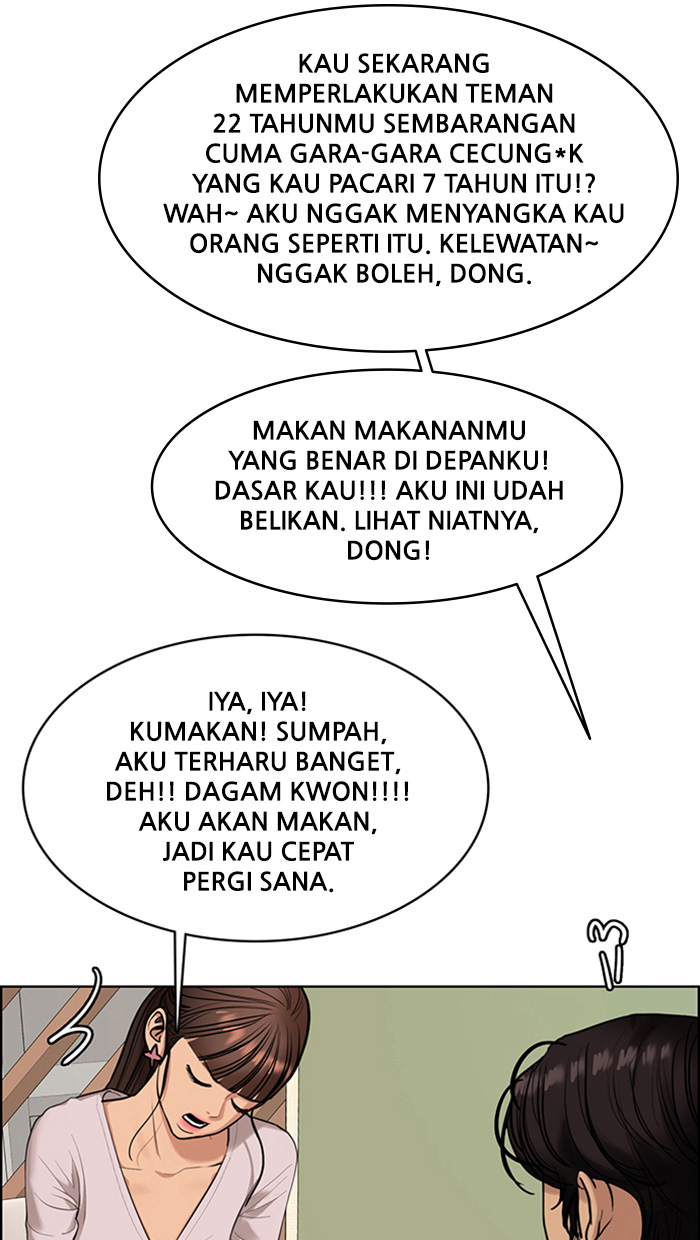 KAU SEKARANG
MEMPERLAKUKAN TEMAN
22 TAHUNMU SEMBARANGAN
CUMA GARA-GARA CECUNG*K
YANG KAU PACARI 7 TAHUN ITU!?
WAH~ AKU NGGAK MENYANGKA KAU
ORANG SEPERTI ITU. KELEWATAN~
NGGAK BOLEH, DONG.
MAKAN MAKANANMU
YANG BENAR DI DEPANKU!
DASAR KAU!!! AKU INI UDAH
BELIKAN. LIHAT NIATNYA,
DONG!
IYA, IYA!
KUMAKAN! SUMPAH,
AKU TERHARU BANGET,
DEH!! DAGAM KWON!!!!
AKU AKAN MAKAN,
JADI KAU CEPAT
PERGI SANA.